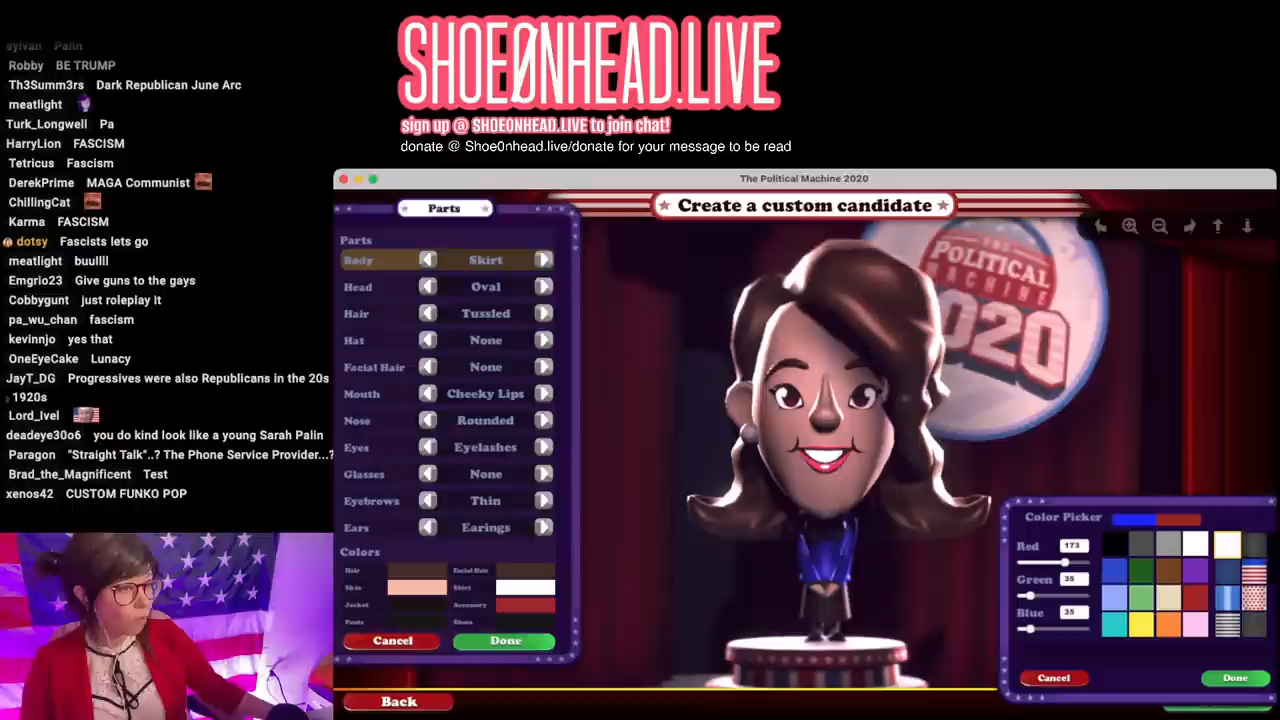 SHOE0NHEAD.LIVE
sign up @ SHOE0NHEAD.LIVE to join chat!
donate @ Shoe0nhead.live/donate for your message to be read
sylvan Palin
Robby BE TRUMP
Th3Summ3rs Dark Republican June Arc
meatlight
Turk_Longwell Pa
HarryLion FASCISM
Tetricus Fascism
DerekPrime MAGA Communist
ChillingCat
Karma FASCISM
dotsy Fascists lets go
meatlight buullll
Emgrio23 Give guns to the gays
Cobbygunt just roleplay it
pa_wu_chan fascism
kevinnjo yes that
OneEyeCake Lunacy
JayT_DG Progressives were also Republicans in the 20s
1920s
Lord_Ivel
deadeye30o6 you do kind look like a young Sarah Palin
Paragon "Straight Talk"..? The Phone Service Provider...?
Brad_the_Magnificent Test
xenos42 CUSTOM FUNKO POP
The Political Machine 2020
Create a custom candidate
Parts
Parts
Body Skirt
Head Oval
Hair Tussled
Hat None
Facial Hair None
Mouth Cheeky Lips
Nose Rounded
Eyes Eyelashes
Glasses None
Eyebrows Thin
Ears Earings
Colors
Hair Facial Hair
Skin Shirt
Jacket Accessory
Pants Shoes
Cancel Done
Back
THE
POLITICAL
MACHINE
2020
Color Picker
Red 173
Green 35
Blue 35
Cancel Done